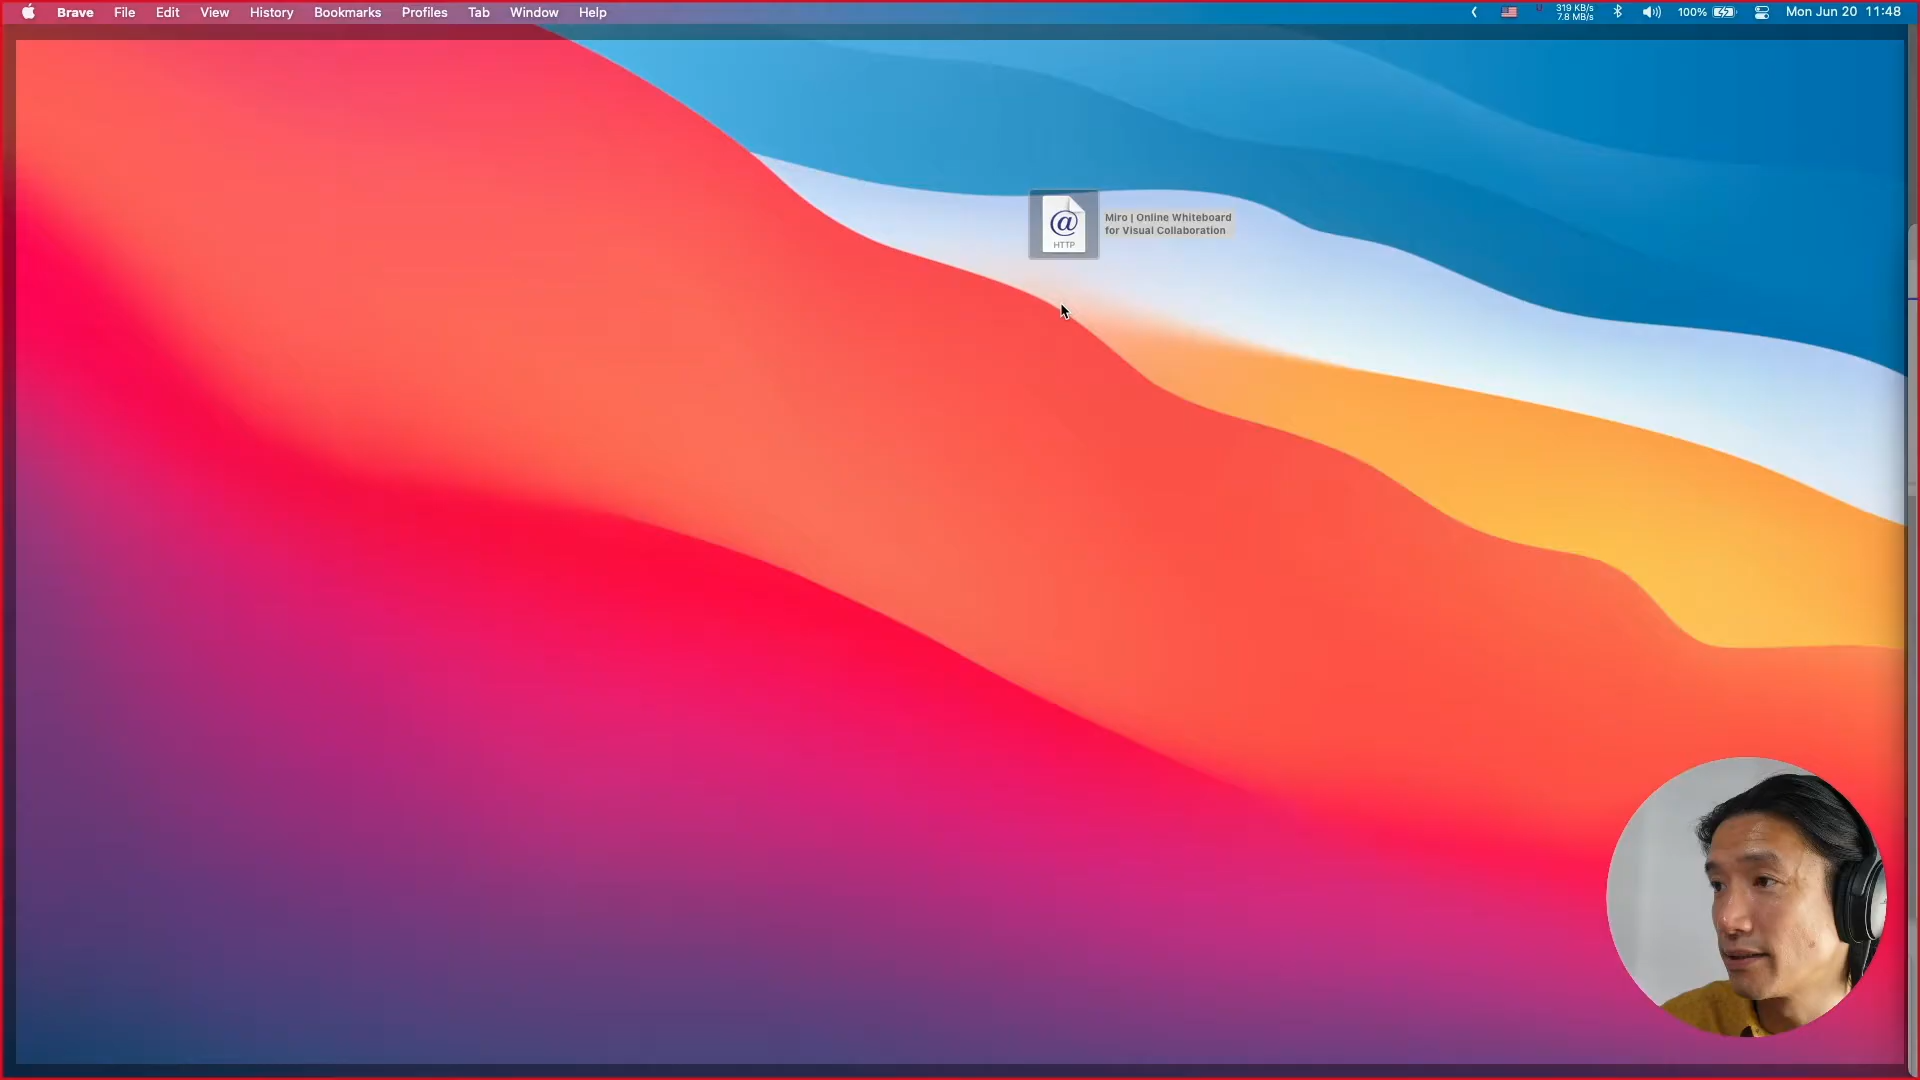 Brave File Edit View History Bookmarks Profiles Tab Window Help
319 KB/s
7.8 MB/s
100%
Mon Jun 20 11:48
@
HTTP
Miro | Online Whiteboard
for Visual Collaboration